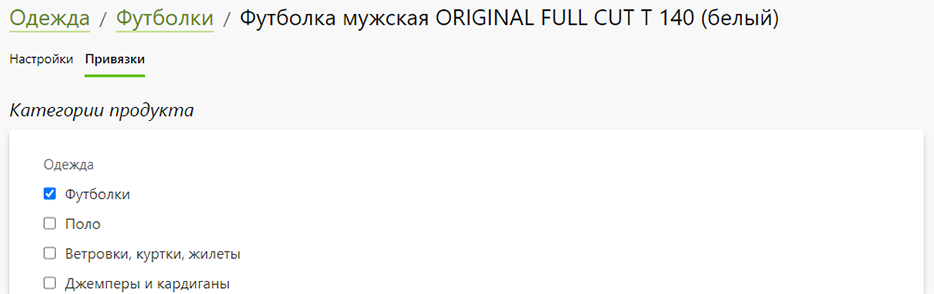 Одежда / Футболки / Футболка мужская ORIGINAL FULL CUT T 140 (белый)
Настройки Привязки
Категории продукта
Одежда
Футболки
Поло
Ветровки, куртки, жилеты
Джемперы и кардиганы